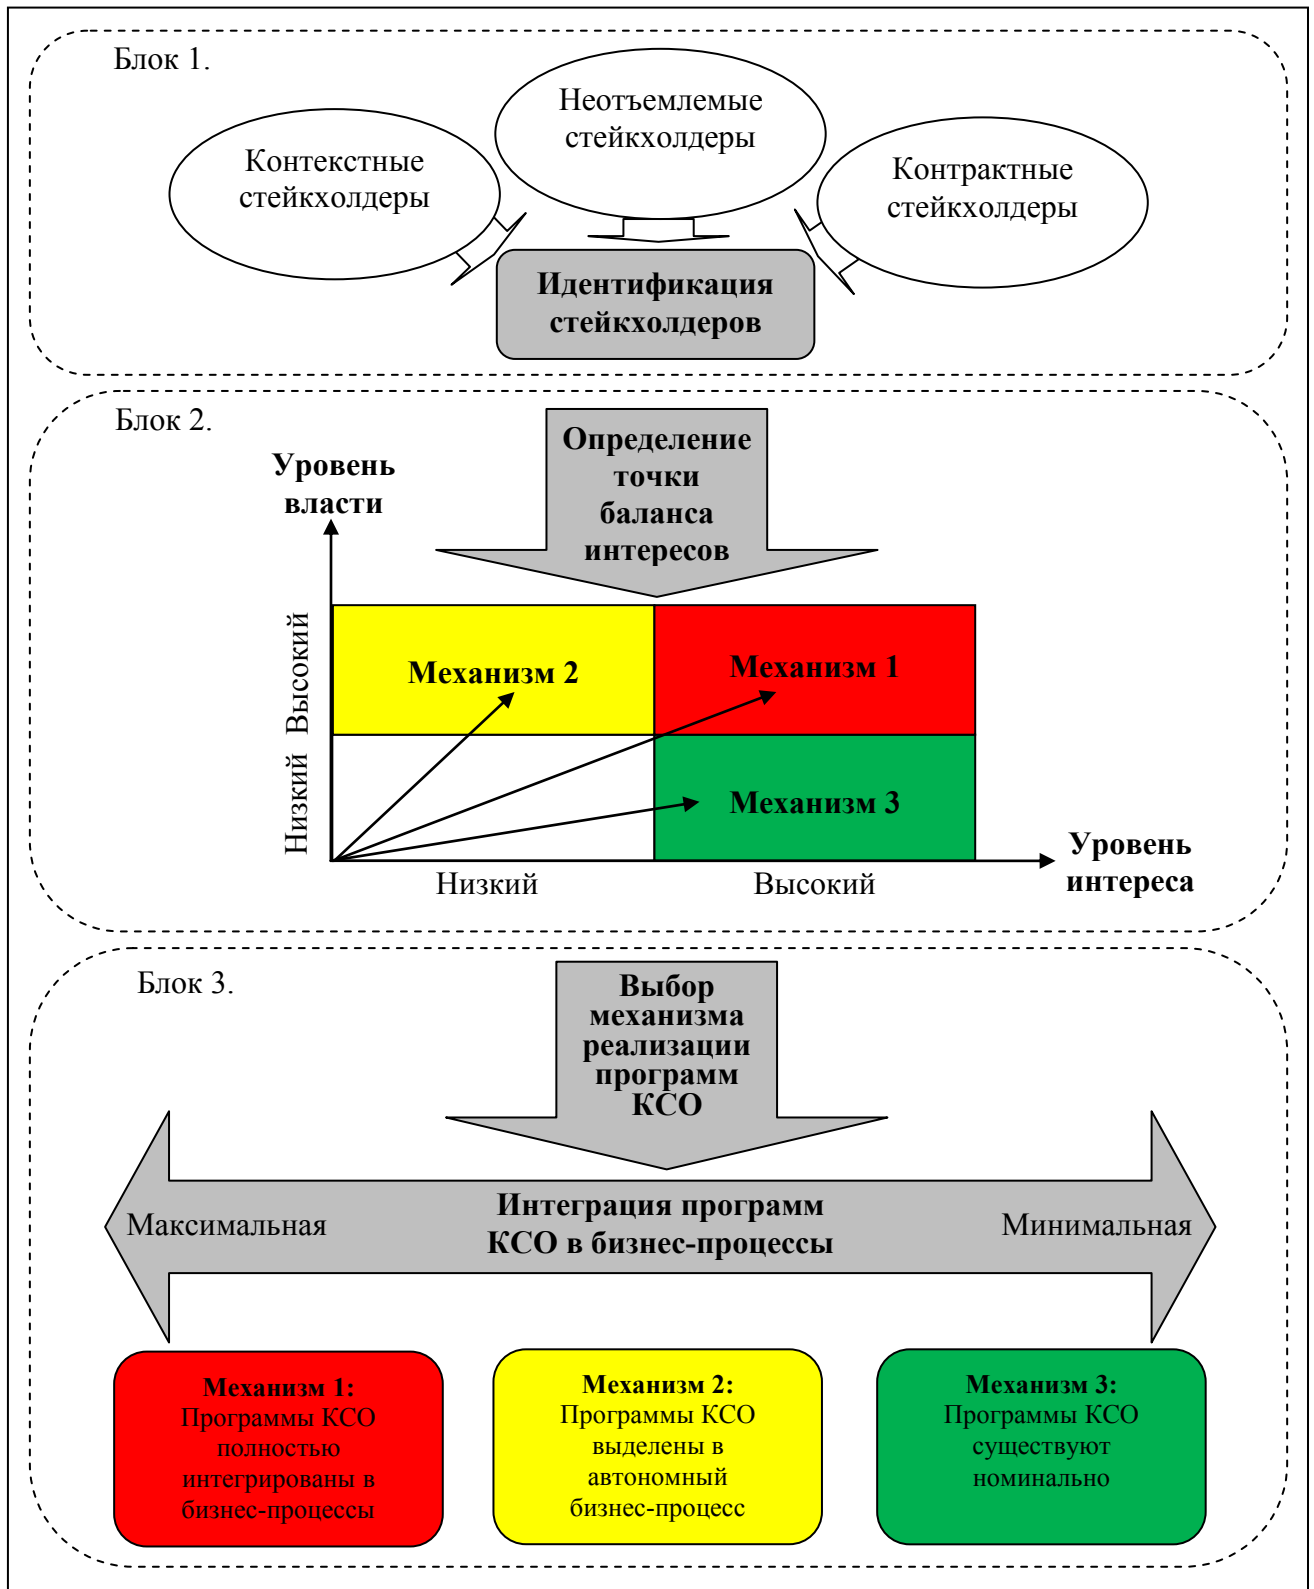 Блок 1.
Неотъемлемые
стейкхолдеры
Контекстные
стейкхолдеры
Контрактные
стейкхолдеры
Идентификация
стейкхолдеров
Блок 2.
Определение
точки
баланса
интересов
Уровень
власти
Высокий
Низкий
Механизм 2
Механизм 1
Механизм 3
Низкий
Высокий
Уровень
интереса
Блок 3.
Выбор
механизма
реализации
программ
КСО
Максимальная
Интеграция программ
КСО в бизнес-процессы
Минимальная
Механизм 1:
Программы КСО
полностью
интегрированы в
бизнес-процессы
Механизм 2:
Программы КСО
выделены в
автономный
бизнес-процесс
Механизм 3:
Программы КСО
существуют
номинально